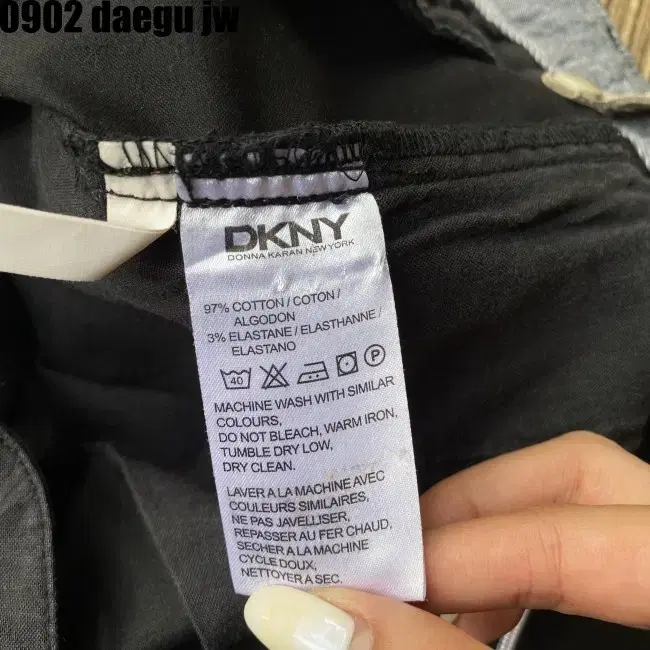 0902 daegu jw
DKNY
DONNA KARAN NEW YORK
97% COTTON / COTON /
ALGODON
3% ELASTANE / ELASTHANNE /
ELASTANO
40 P
MACHINE WASH WITH SIMILAR
COLOURS,
DO NOT BLEACH, WARM IRON,
TUMBLE DRY LOW,
DRY CLEAN.
LAVER A LA MACHINE AVEC
COULEURS SIMILAIRES,
NE PAS JAVELLISER,
REPASSER AU FER CHAUD,
SECHER A LA MACHINE
CYCLE DOUX,
NETTOYER A SEC.